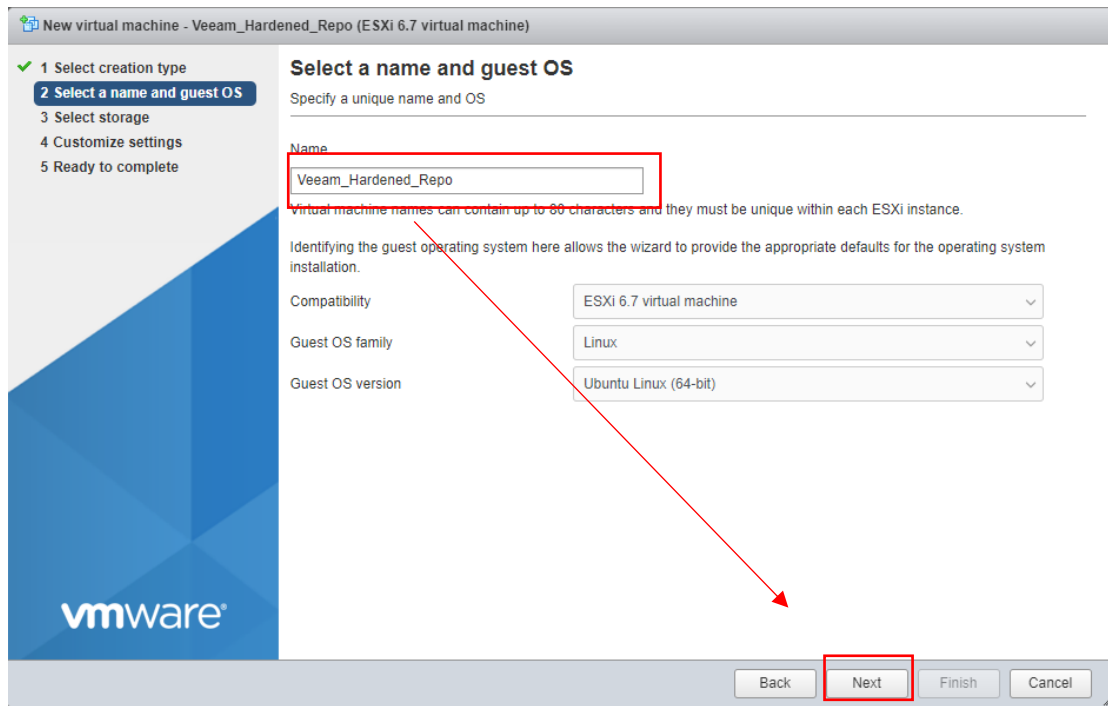 New virtual machine - Veeam_Hardened_Repo (ESXi 6.7 virtual machine)
1 Select creation type
2 Select a name and guest OS
3 Select storage
4 Customize settings
5 Ready to complete
vmware®
Select a name and guest OS
Specify a unique name and OS
Name
Veeam_Hardened_Repo
Virtual machine names can contain up to 80 characters and they must be unique within each ESXi instance.
Identifying the guest operating system here allows the wizard to provide the appropriate defaults for the operating system
installation.
Compatibility
ESXi 6.7 virtual machine
Guest OS family
Linux
Guest OS version
Ubuntu Linux (64-bit)
Back
Next
Finish
Cancel